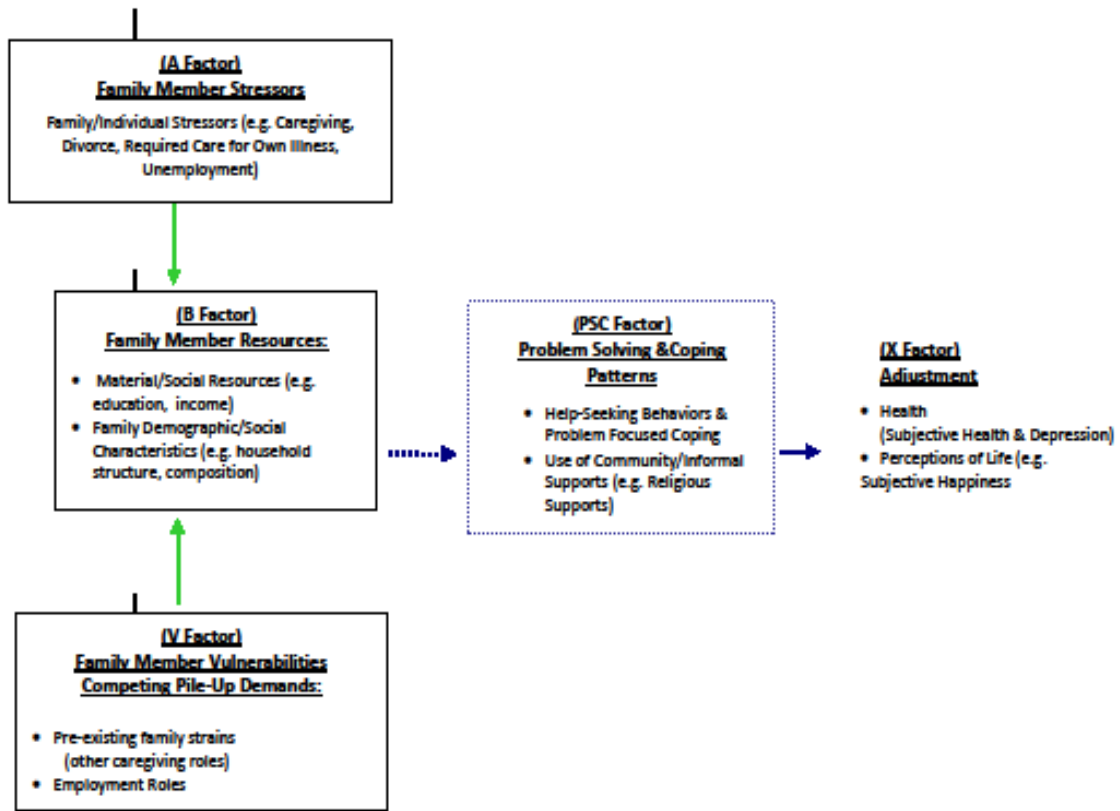 (A Factor)
Family Member Stressors
Family/Individual Stressors (e.g. Caregiving,
Divorce, Required Care for Own Illness,
Unemployment)
(B Factor)
Family Member Resources:
• Material/Social Resources (e.g.
education, income)
• Family Demographic/Social
Characteristics (e.g. household
structure, composition)
(PSC Factor)
Problem Solving &Coping
Patterns
• Help-Seeking Behaviors &
Problem Focused Coping
• Use of Community/Informal
Supports (e.g. Religious
Supports)
(X Factor)
Adjustment
• Health
(Subjective Health & Depression)
• Perceptions of Life (e.g.
Subjective Happiness
(V Factor)
Family Member Vulnerabilities
Competing Pile-Up Demands:
• Pre-existing family strains
(other caregiving roles)
• Employment Roles